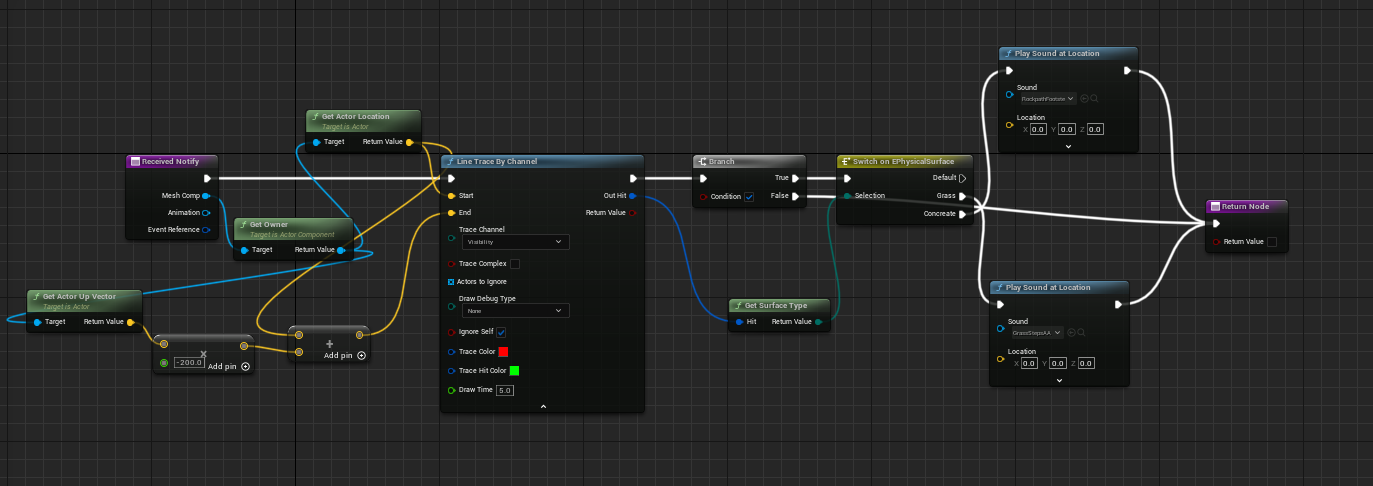 Play Sound at Location
Sound
RockpathFootste
Location
X 0.0 Y 0.0 Z 0.0
Get Actor Location
Target is Actor
Target Return Value
Received Notify
Mesh Comp
Animation
Event Reference
Get Owner
Target is Actor Component
Target Return Value
Get Actor Up Vector
Target is Actor
Target Return Value
x
-200.0
Add pin
+
Add pin
Line Trace By Channel
Start
Out Hit
End
Return Value
Trace Channel
Visibility
Trace Complex
Actors to Ignore
Draw Debug Type
None
Ignore Self
Trace Color
Trace Hit Color
Draw Time 5.0
Branch
True
Condition
False
Switch on EPhysicalSurface
Default
Selection
Grass
Concreate
Get Surface Type
Hit Return Value
Play Sound at Location
Sound
GrassStepsAA
Location
X 0.0 Y 0.0 Z 0.0
Return Node
Return Value